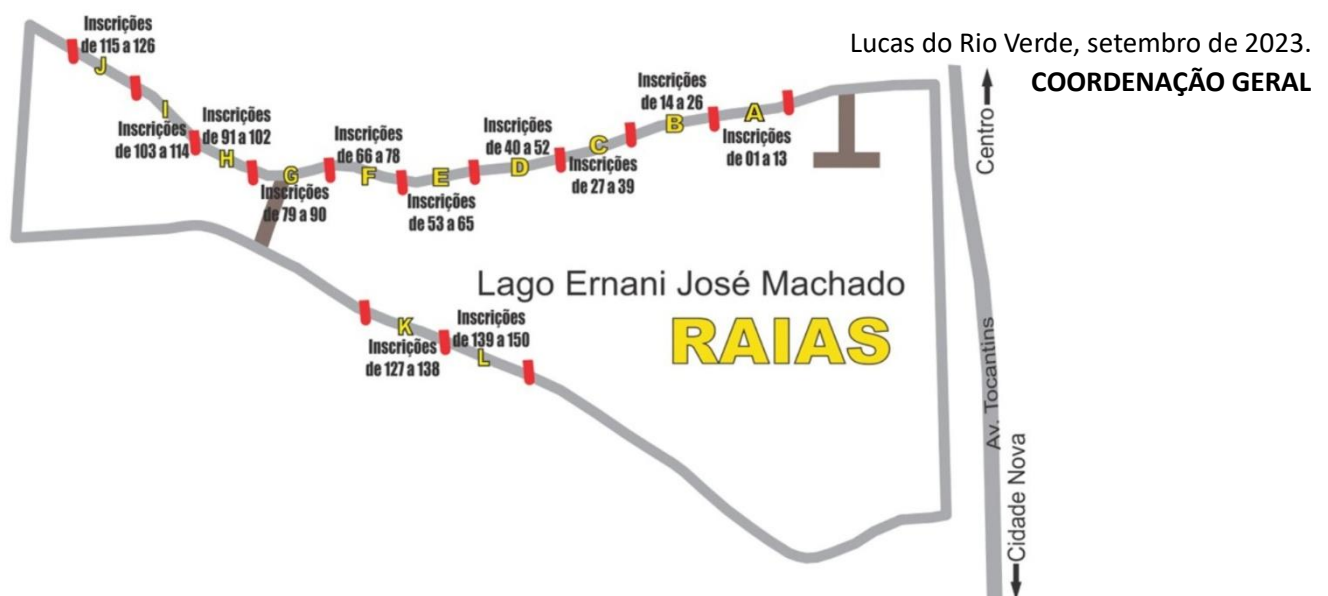 Lucas do Rio Verde, setembro de 2023.
COORDENAÇÃO GERAL
Inscrições
de 115 a 126
J
I
Inscrições
de 103 a 114
Inscrições
de 91 a 102
H
G
Inscrições
de 79 a 90
Inscrições
de 66 a 78
F
E
Inscrições
de 53 a 65
Inscrições
de 40 a 52
D
C
Inscrições
de 27 a 39
Inscrições
de 14 a 26
B
A
Inscrições
de 01 a 13
Centro
Lago Ernani José Machado
RAIAS
K
Inscrições
de 127 a 138
Inscrições
de 139 a 150
L
Av. Tocantins
Cidade Nova